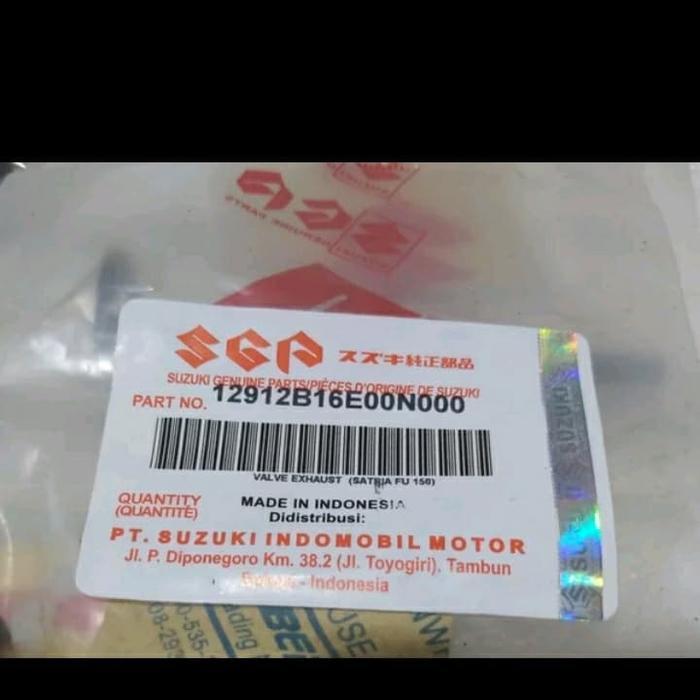 SGP スズキ純正部品
SUZUKI GENUINE PARTS/PIÈCES D'ORIGINE DE SUZUKI
PART NO. 12912B16E00N000
VALVE EXHAUST (SATRIA FU 150)
QUANTITY
(QUANTITÉ)
MADE IN INDONESIA
Didistribusi:
PT. SUZUKI INDOMOBIL MOTOR
Jl. P. Diponegoro Km. 38.2 (Jl. Toyogiri), Tambun
- Indonesia
SUZUKI